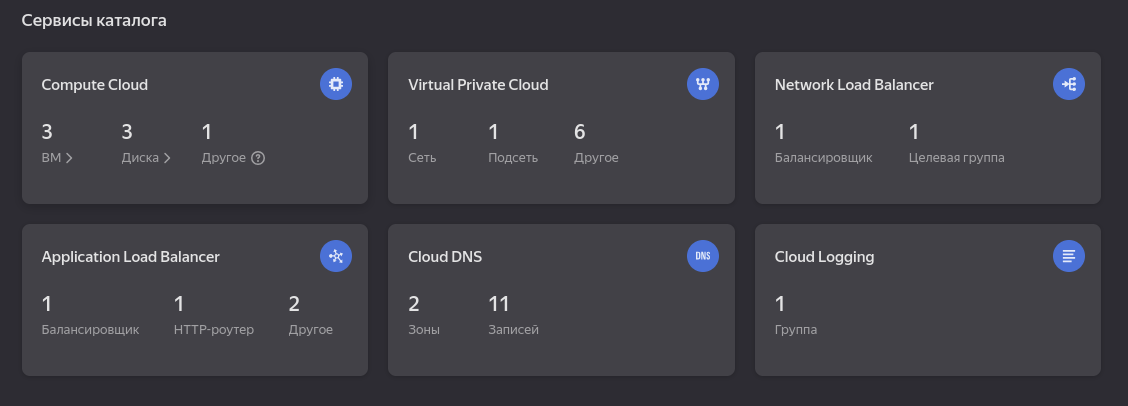 Сервисы каталога
Compute Cloud
3 3 1
ВМ Диска Другое ?
Virtual Private Cloud
1 1 6
Сеть Подсеть Другое
Network Load Balancer
1 1
Балансировщик Целевая группа
Application Load Balancer
1 1 2
Балансировщик HTTP-роутер Другое
Cloud DNS DNS
2 11
Зоны Записей
Cloud Logging
1
Группа